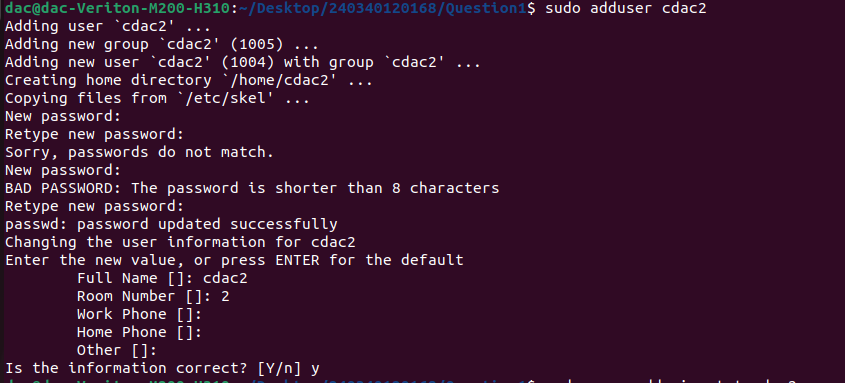 dac@dac-Veriton-M200-H310:~/Desktop/240340120168/Question1$ sudo adduser cdac2
Adding user `cdac2' ...
Adding new group `cdac2' (1005) ...
Adding new user `cdac2' (1004) with group `cdac2' ...
Creating home directory `/home/cdac2' ...
Copying files from `/etc/skel' ...
New password:
Retype new password:
Sorry, passwords do not match.
New password:
BAD PASSWORD: The password is shorter than 8 characters
Retype new password:
passwd: password updated successfully
Changing the user information for cdac2
Enter the new value, or press ENTER for the default
Full Name []: cdac2
Room Number []: 2
Work Phone []:
Home Phone []:
Other []:
Is the information correct? [Y/n] y